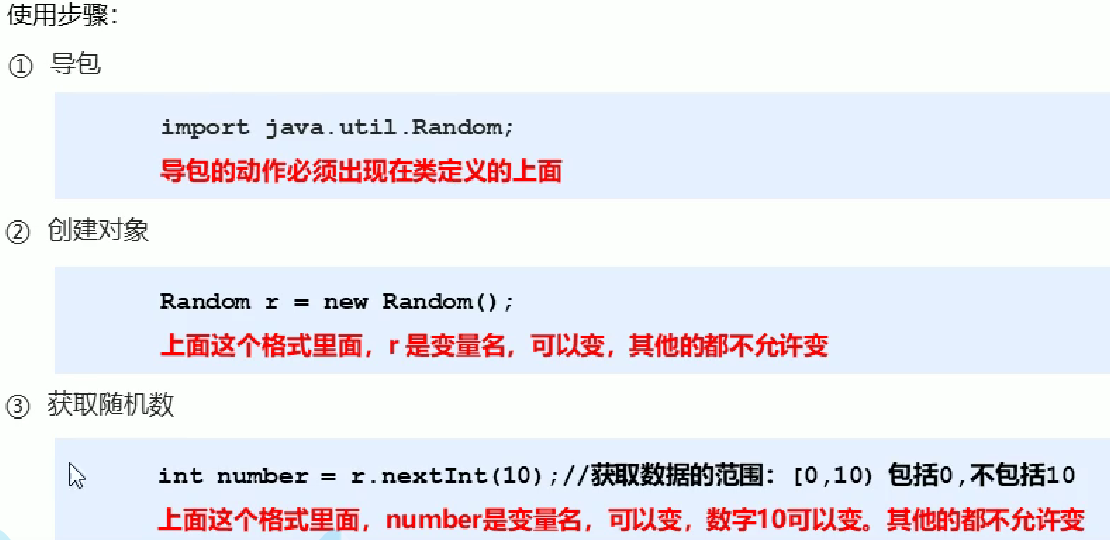 使用步骤：
① 导包
import java.util.Random;
导包的动作必须出现在类定义的上面
② 创建对象
Random r = new Random();
上面这个格式里面，r 是变量名，可以变，其他的都不允许变
③ 获取随机数
int number = r.nextInt(10);//获取数据的范围：[0,10) 包括0,不包括10
上面这个格式里面，number是变量名，可以变，数字10可以变。其他的都不允许变